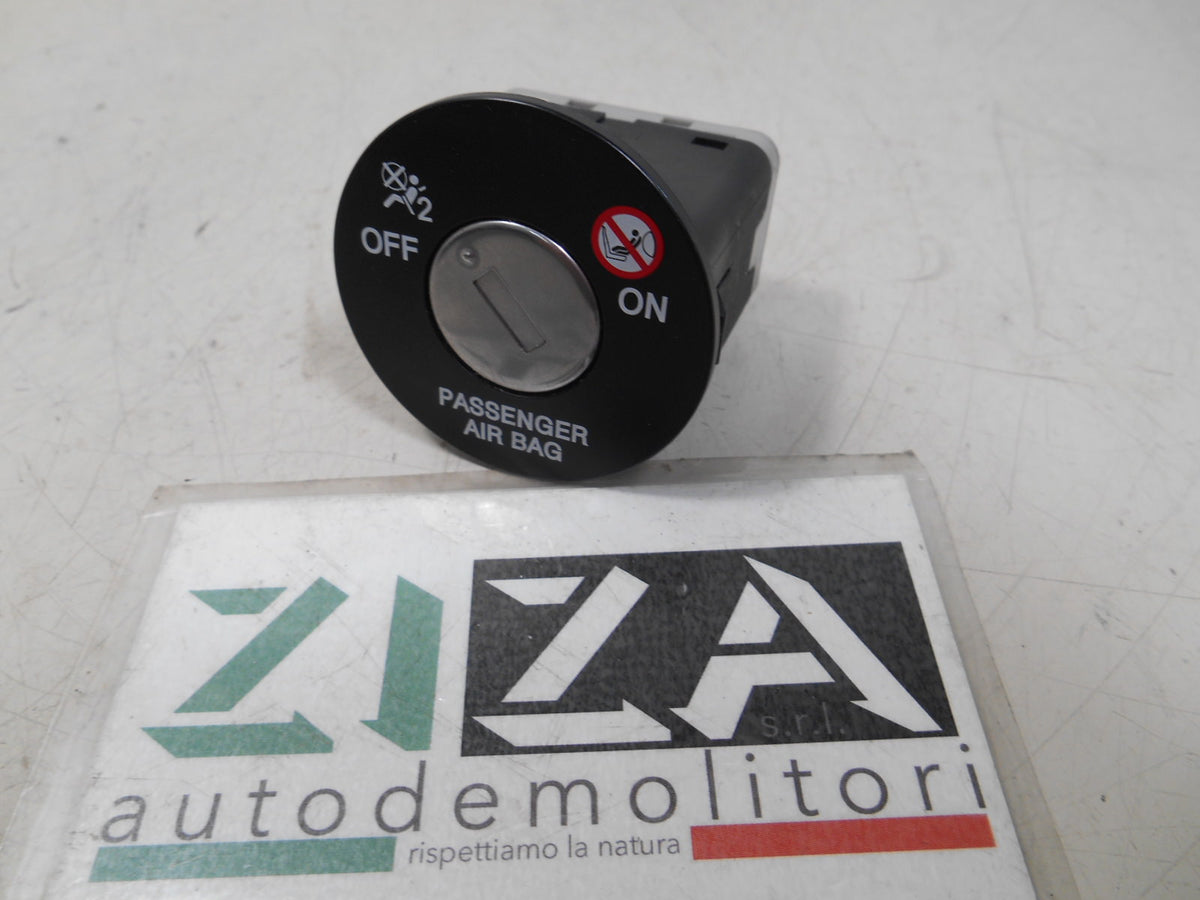 2
OFF
ON
PASSENGER
AIR BAG
ZIZA
s.r.l.
autodemolitori
rispettiamo la natura